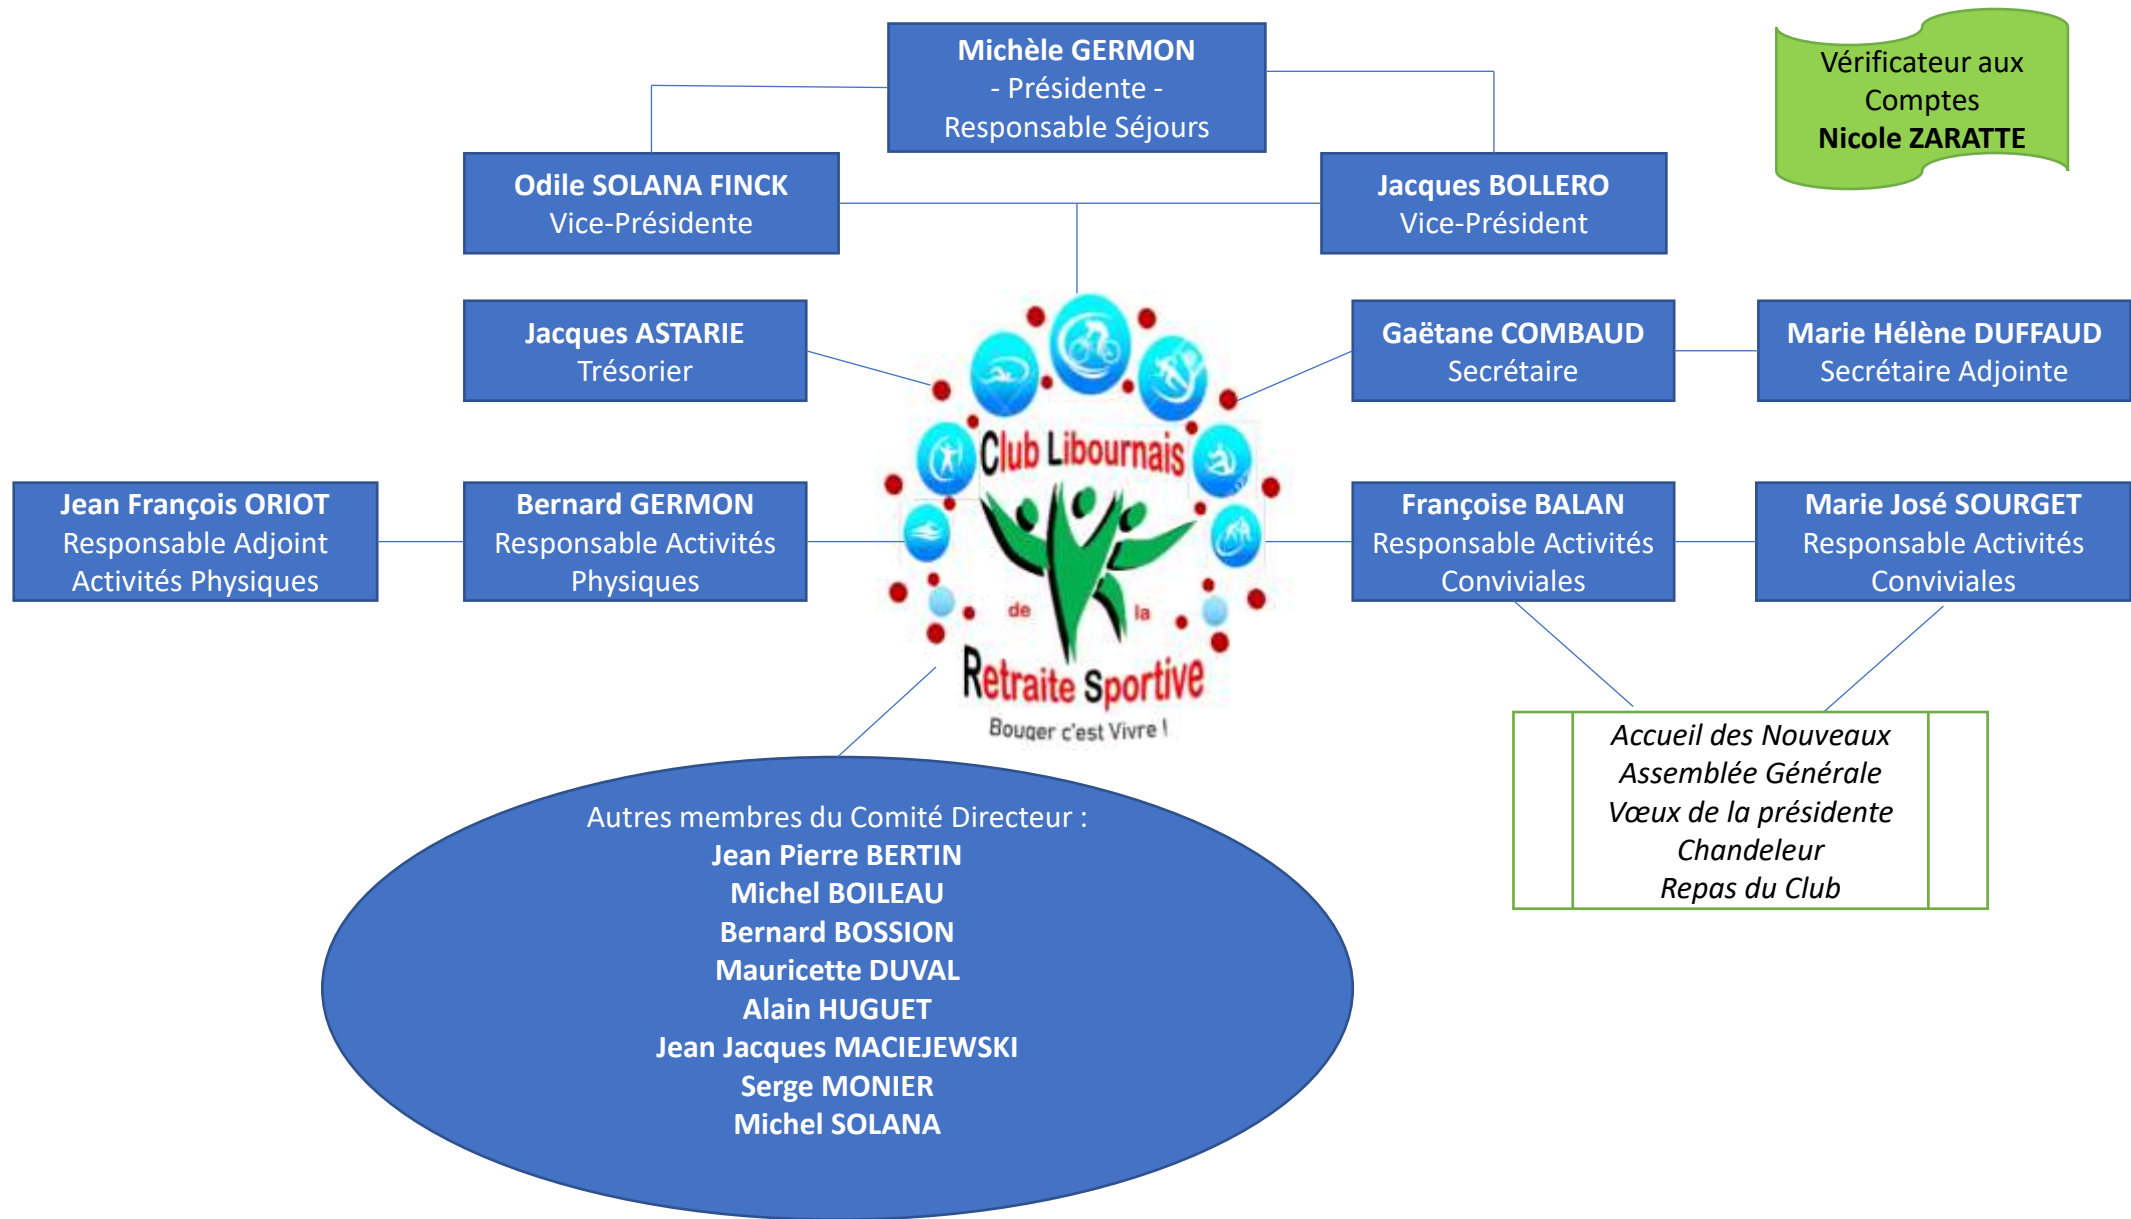 Michèle GERMON
- Présidente -
Responsable Séjours
Vérificateur aux
Comptes
Nicole ZARATTE
Odile SOLANA FINCK
Vice-Présidente
Jacques BOLLERO
Vice-Président
Jacques ASTARIE
Trésorier
Gaëtane COMBAUD
Secrétaire
Marie Hélène DUFFAUD
Secrétaire Adjointe
Jean François ORIOT
Responsable Adjoint
Activités Physiques
Bernard GERMON
Responsable Activités
Physiques
Club Libournais
de la
Retraite Sportive
Bouger c'est Vivre !
Françoise BALAN
Responsable Activités
Conviviales
Marie José SOURGET
Responsable Activités
Conviviales
Accueil des Nouveaux
Assemblée Générale
Vœux de la présidente
Chandeleur
Repas du Club
Autres membres du Comité Directeur :
Jean Pierre BERTIN
Michel BOILEAU
Bernard BOSSION
Mauricette DUVAL
Alain HUGUET
Jean Jacques MACIEJEWSKI
Serge MONIER
Michel SOLANA